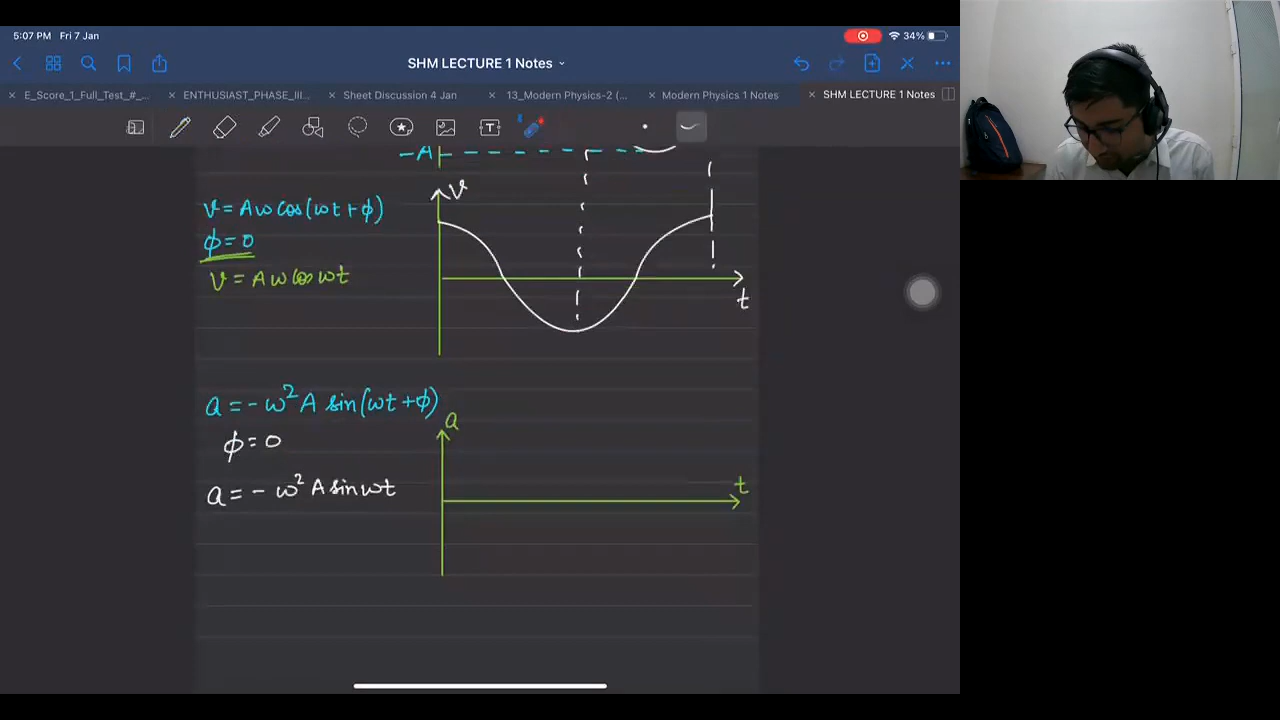 5:07 PM Fri 7 Jan
34%
SHM LECTURE 1 Notes
E_Score_1_Full_Test_#_...
ENTHUSIAST_PHASE_III...
Sheet Discussion 4 Jan
13_Modern Physics-2 (...
Modern Physics 1 Notes
SHM LECTURE 1 Notes
T
-A
v
v = Aω cos(ωt + ϕ)
ϕ = 0
v = Aω cos ωt
t
a = -ω² A sin(ωt + ϕ)
a
ϕ = 0
a = -ω² A sin ωt
t